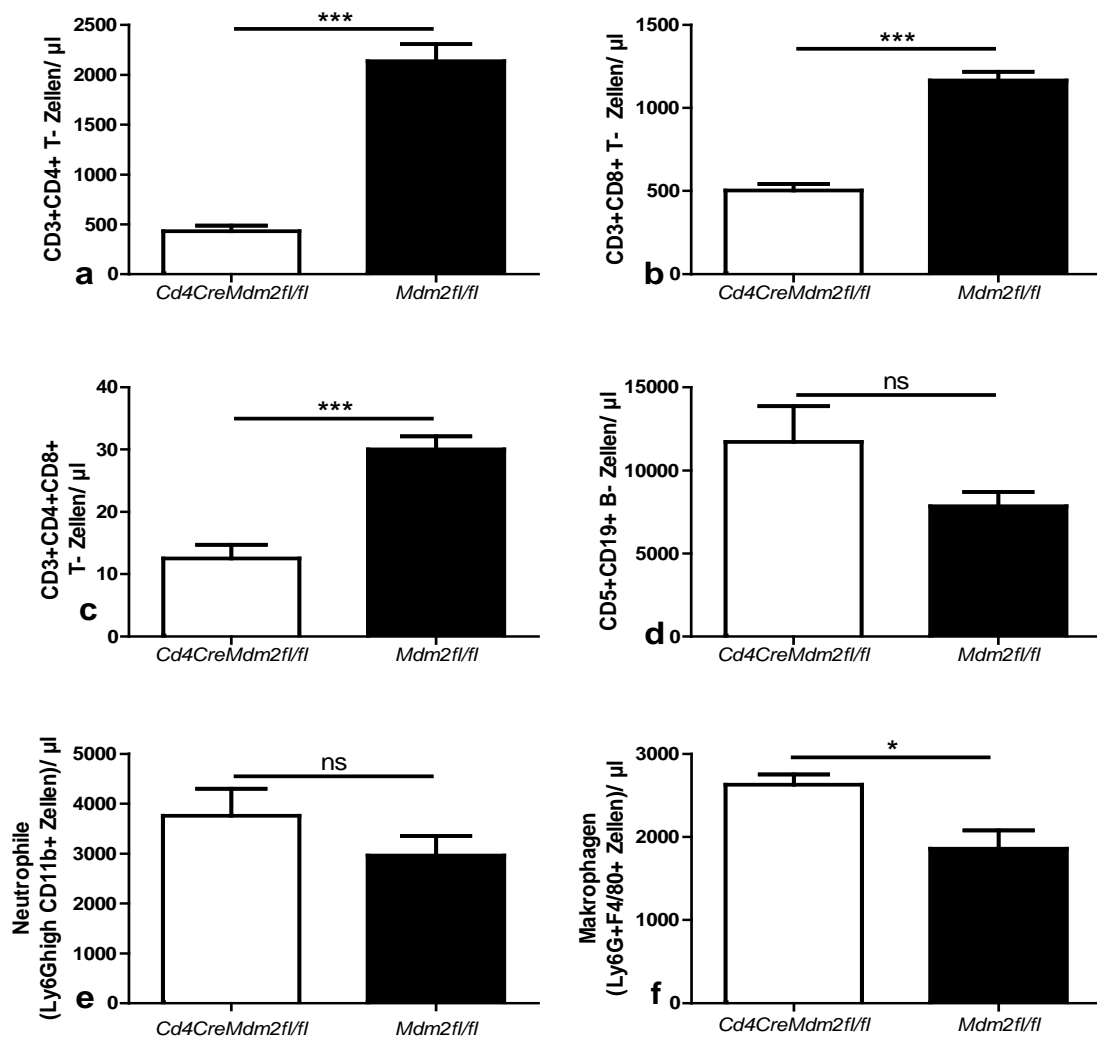 2500
2000
1500
1000
500
0
CD3+CD4+ T- Zellen/ µl
***
a
Cd4CreMdm2fl/fl
Mdm2fl/fl
1500
1000
500
0
CD3+CD8+ T-  Zellen/ µl
***
b
Cd4CreMdm2fl/fl
Mdm2fl/fl
40
30
20
10
0
CD3+CD4+CD8+
T- Zellen/ µl
***
c
Cd4CreMdm2fl/fl
Mdm2fl/fl
15000
10000
5000
0
CD5+CD19+ B- Zellen/ µl
ns
d
Cd4CreMdm2fl/fl
Mdm2fl/fl
5000
4000
3000
2000
1000
0
Neutrophile
(Ly6Ghigh CD11b+ Zellen)/ µl
ns
e
Cd4CreMdm2fl/fl
Mdm2fl/fl
3000
2000
1000
0
Makrophagen
(Ly6G+F4/80+ Zellen)/ µl
*
f
Cd4CreMdm2fl/fl
Mdm2fl/fl